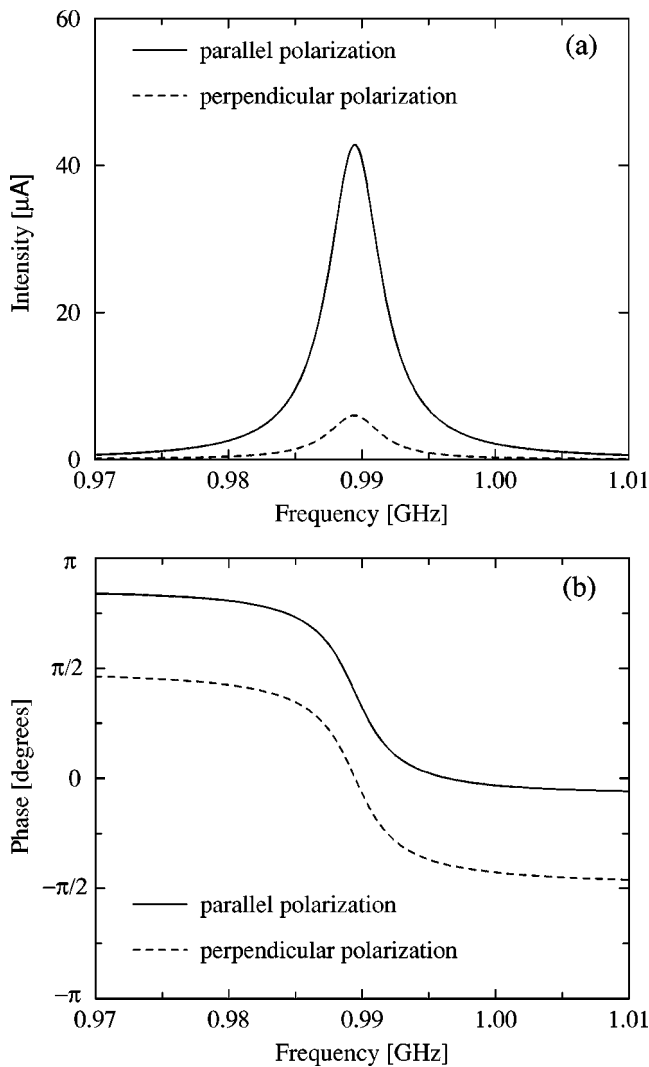 60
(a)
parallel polarization
perpendicular polarization
40
Intensity [μA]
20
0
0.97 0.98 0.99 1.00 1.01
Frequency [GHz]
π
(b)
π/2
Phase [degrees]
0
−π/2
parallel polarization
perpendicular polarization
−π
0.97 0.98 0.99 1.00 1.01
Frequency [GHz]